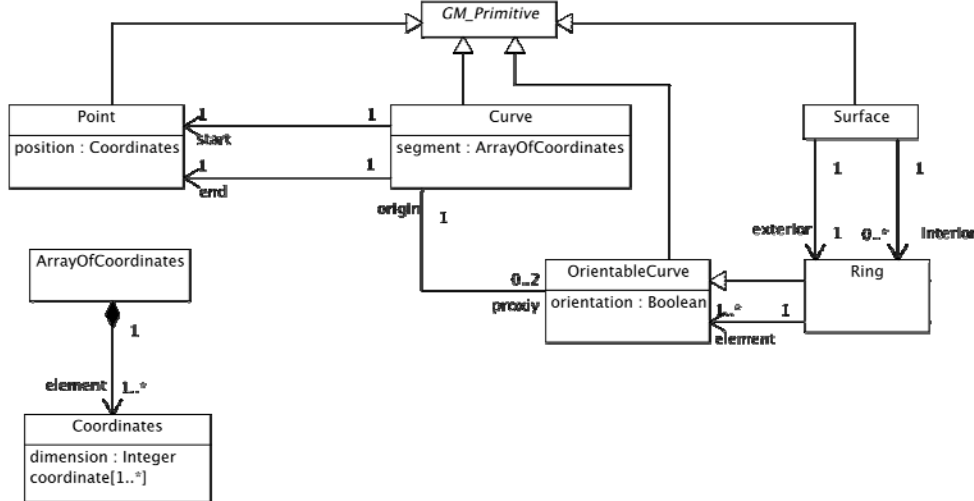 GM_Primitive
Point
position : Coordinates
1
start
1
1
end
1
Curve
segment : ArrayOfCoordinates
Surface
1
1
exterior
1
0..*
interior
origin
1
0..2
proxiy
OrientableCurve
orientation : Boolean
1..*
1
element
Ring
ArrayOfCoordinates
1
element
1..*
Coordinates
dimension : Integer
coordinate[1..*]